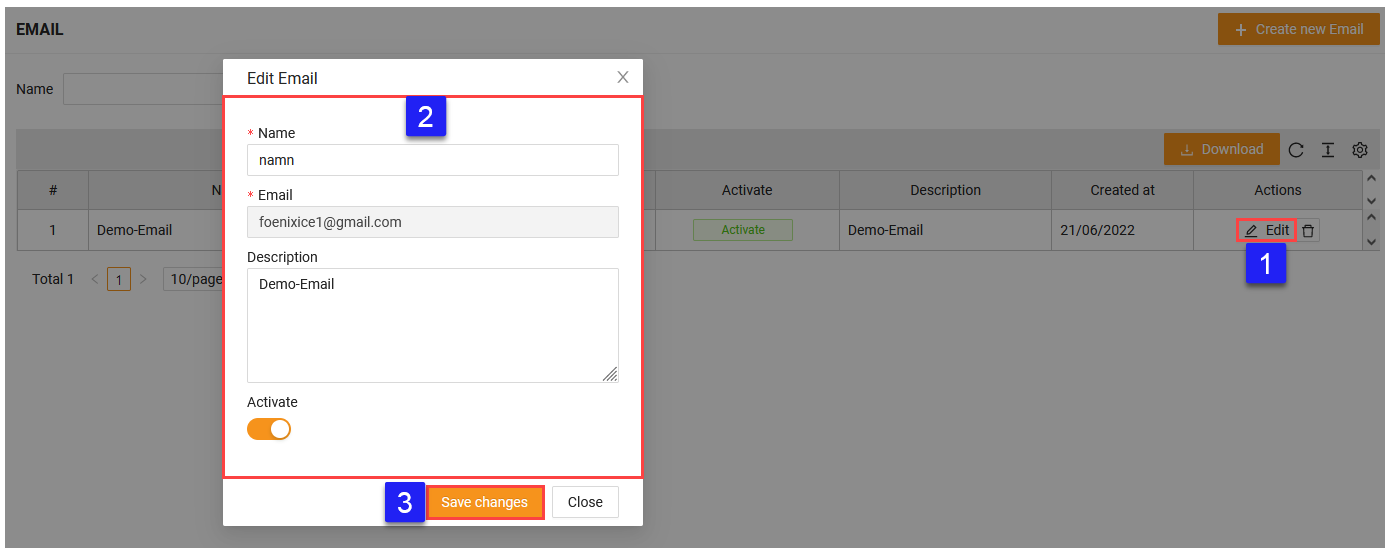 EMAIL
+ Create new Email
Edit Email
Name
2
* Name
namn
Download
# N Activate Description Created at Actions
* Email
1 Demo-Email Activate Demo-Email 21/06/2022 Edit
foenixice1@gmail.com
1
Description
Total 1 < 1 > 10/page
Demo-Email
Activate
3 Save changes Close